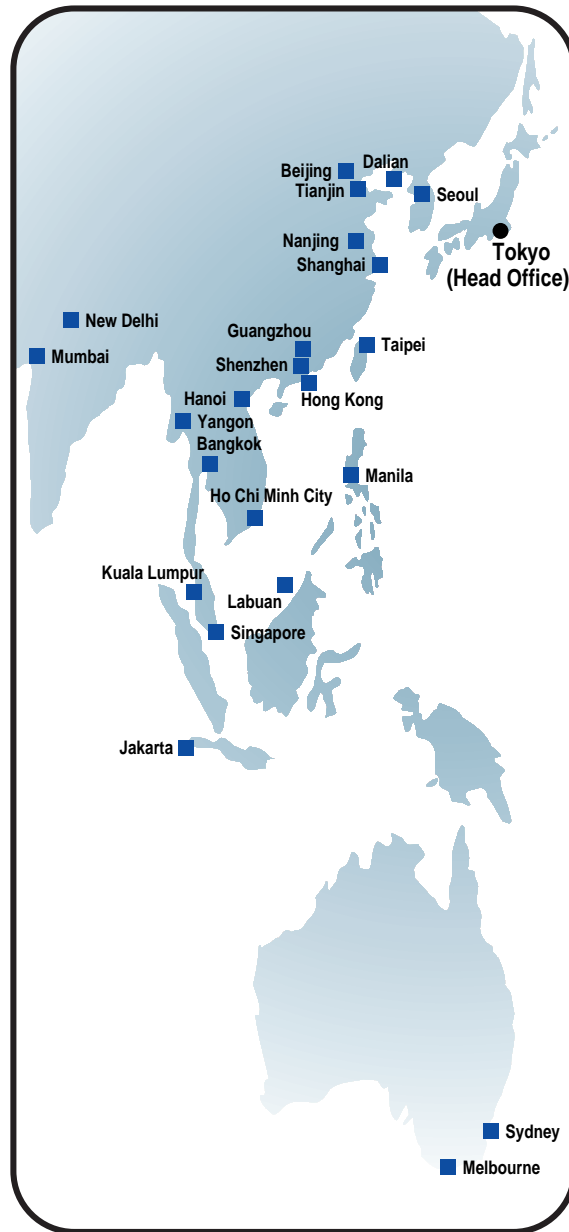 Dalian
Beijing
Tianjin
Seoul
Nanjing
Tokyo
(Head Office)
Shanghai
New Delhi
Guangzhou
Taipei
Mumbai
Shenzhen
Hong Kong
Hanoi
Yangon
Bangkok
Manila
Ho Chi Minh City
Kuala Lumpur
Labuan
Singapore
Jakarta
Sydney
Melbourne